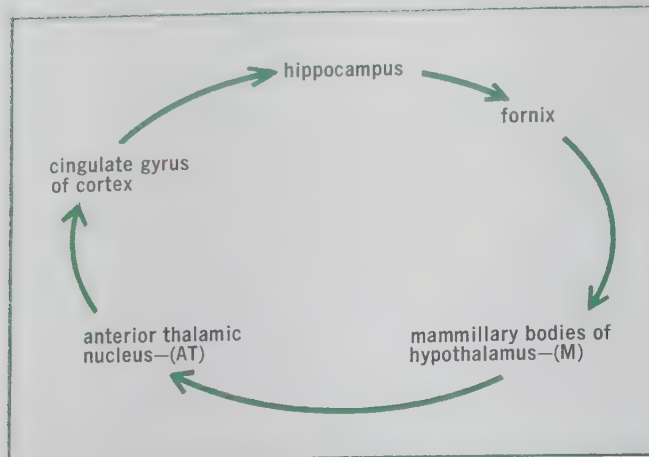 hippocampus
fornix
cingulate gyrus
of cortex
anterior thalamic
nucleus—(AT)
mammillary bodies of
hypothalamus—(M)